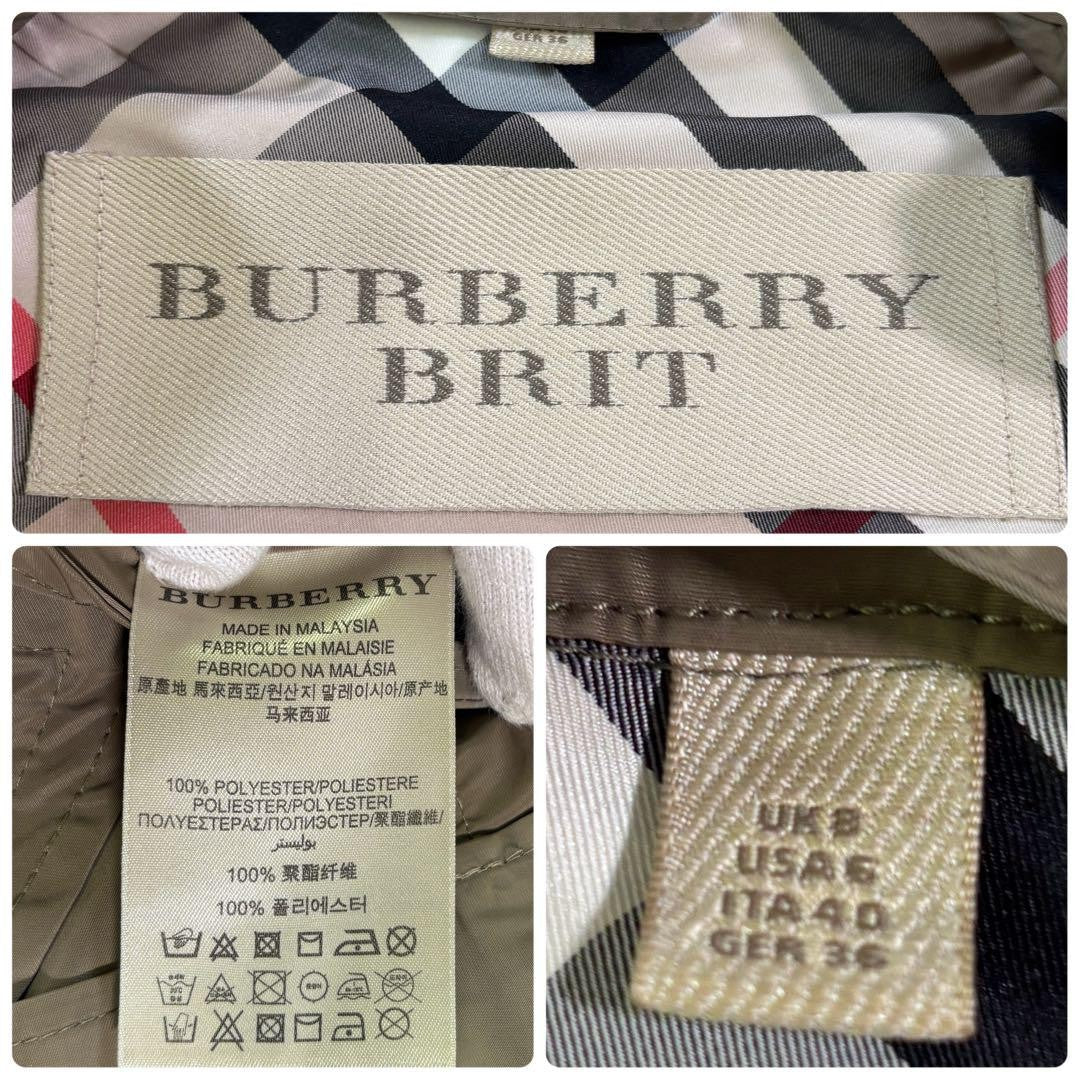 GER 36
BURBERRY
BRIT
BURBERRY
MADE IN MALAYSIA
FABRIQUÉ EN MALAISIE
FABRICADO NA MALÁSIA
原產地 馬來西亞/원산지 말레이시아/原产地
马来西亚
100% POLYESTER/POLIESTERE
POLIESTER/POLYESTERI
ΠΟΛΥΕΣΤΕΡΑΣ/ПОЛИЭСТЕР/聚酯纖維/
بوليستر
100% 聚酯纤维
100% 폴리에스터
UK 8
USA 6
ITA 40
GER 36